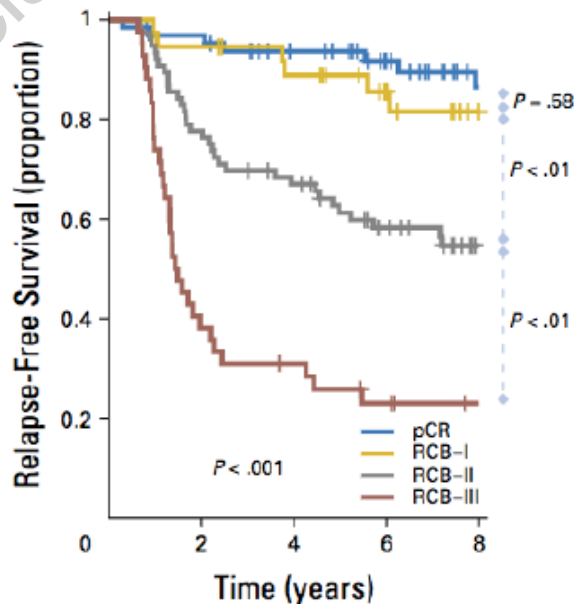 1
0.8
0.6
0.4
0.2
0
2
4
6
8
Relapse-Free Survival (proportion)
Time (years)
P < .001
pCR
RCB–I
RCB–II
RCB–III
P = .58
P < .01
P < .01